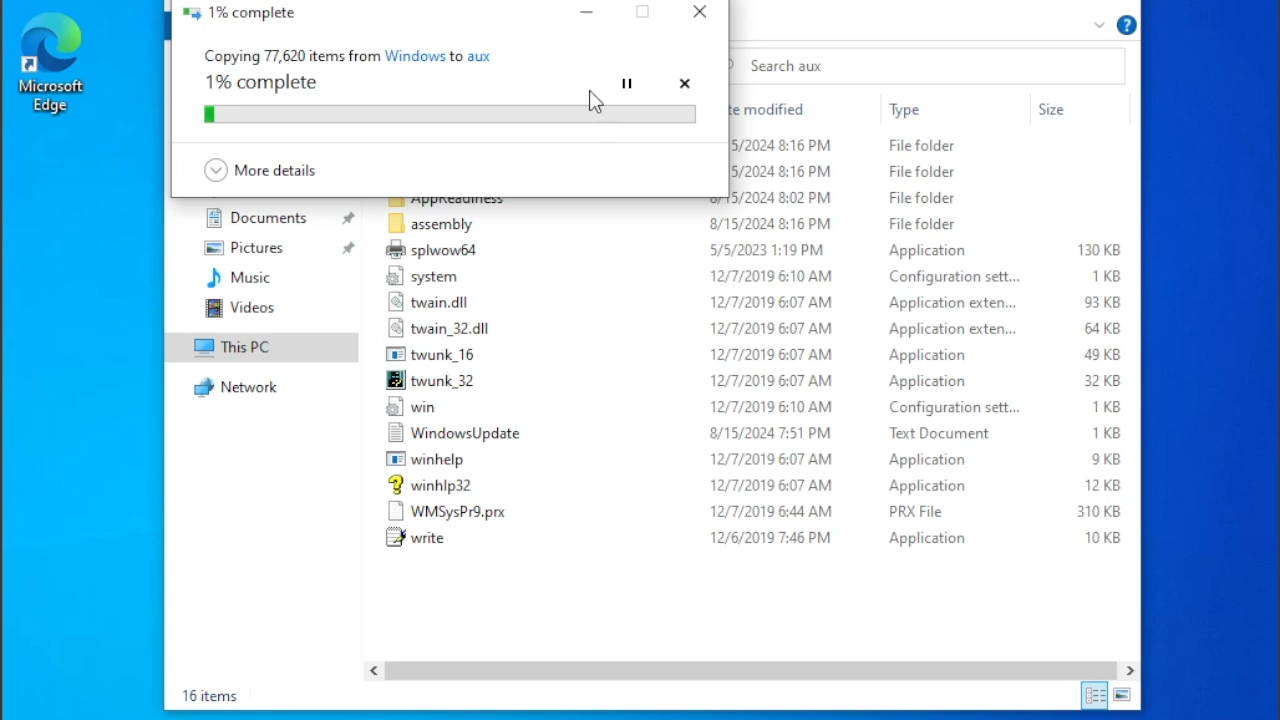 Microsoft
Edge
1% complete
Copying 77,620 items from Windows to aux
1% complete
More details
Search aux
te modified
Type
Size
5/2024 8:16 PM
File folder
5/2024 8:16 PM
File folder
AppReadiness
8/15/2024 8:02 PM
File folder
assembly
8/15/2024 8:16 PM
File folder
splwow64
5/5/2023 1:19 PM
Application
130 KB
system
12/7/2019 6:10 AM
Configuration sett...
1 KB
twain.dll
12/7/2019 6:07 AM
Application exten...
93 KB
twain_32.dll
12/7/2019 6:07 AM
Application exten...
64 KB
twunk_16
12/7/2019 6:07 AM
Application
49 KB
twunk_32
12/7/2019 6:07 AM
Application
32 KB
win
12/7/2019 6:10 AM
Configuration sett...
1 KB
WindowsUpdate
8/15/2024 7:51 PM
Text Document
1 KB
winhelp
12/7/2019 6:07 AM
Application
9 KB
winhlp32
12/7/2019 6:07 AM
Application
12 KB
WMSysPr9.prx
12/7/2019 6:44 AM
PRX File
310 KB
write
12/6/2019 7:46 PM
Application
10 KB
Documents
Pictures
Music
Videos
This PC
Network
16 items